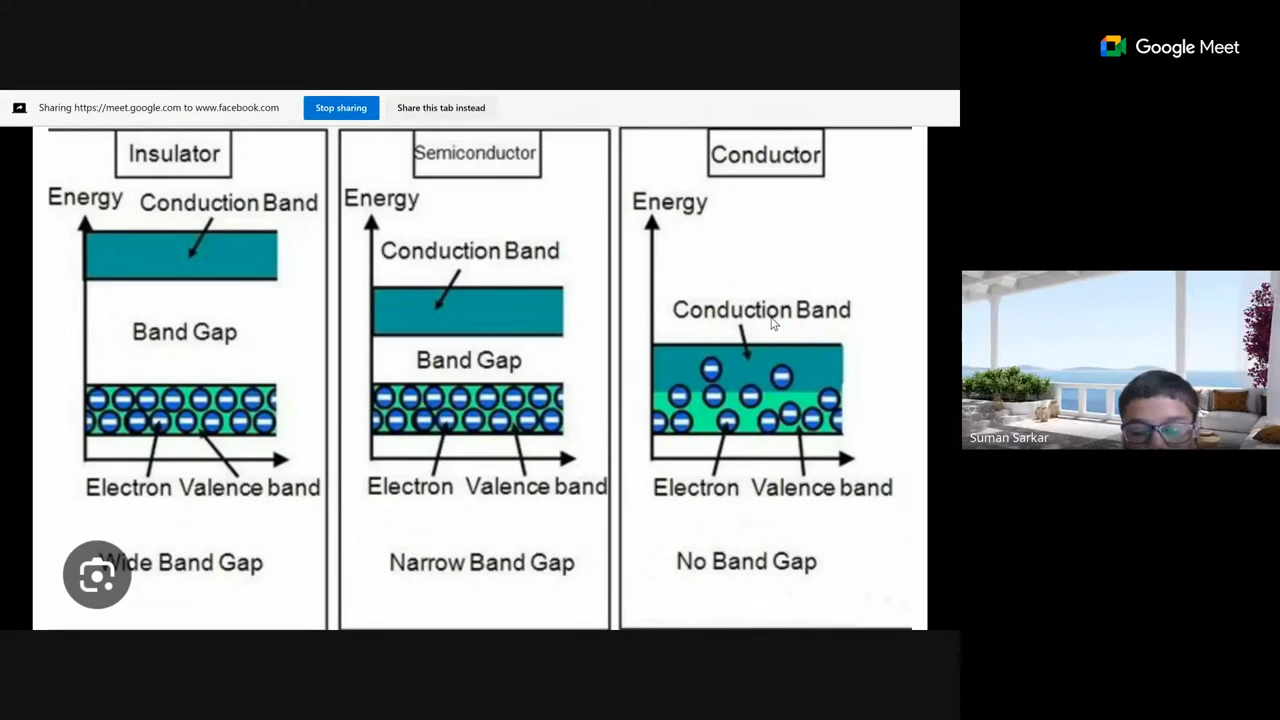 Google Meet
Sharing https://meet.google.com to www.facebook.com
Stop sharing
Share this tab instead
Insulator
Energy
Conduction Band
Band Gap
Electron Valence band
Wide Band Gap
Semiconductor
Energy
Conduction Band
Band Gap
Electron Valence band
Narrow Band Gap
Conductor
Energy
Conduction Band
Electron Valence band
No Band Gap
Suman Sarkar